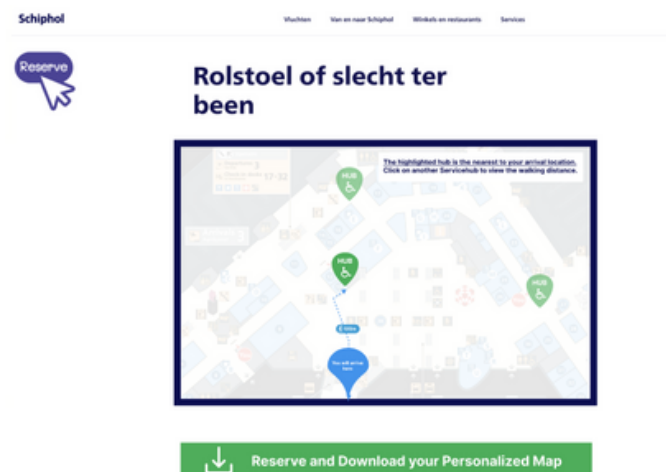 Schiphol
Vluchten Van en naar Schiphol Winkels en restaurants Services
Reserve
Rolstoel of slecht ter
been
The highlighted hub is the nearest to your arrival location.
Click on another Servicehub to view the walking distance.
HUB
HUB
HUB
You will arrive
here
Reserve and Download your Personalized Map